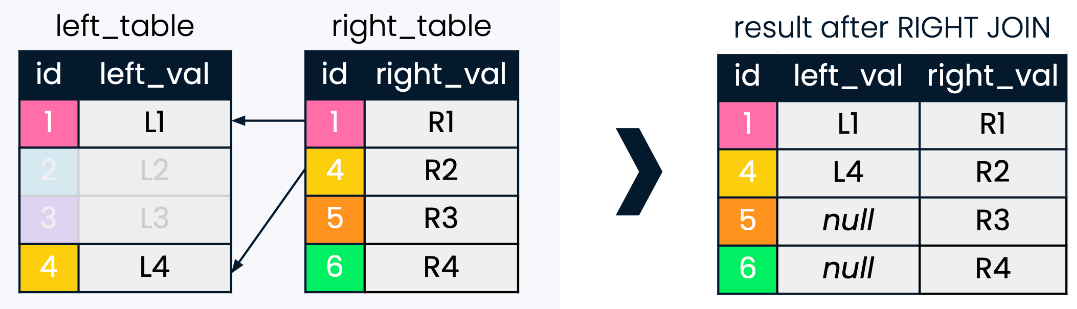 left_table right_table result after RIGHT JOIN
id left_val id right_val id left_val right_val
1 L1 1 R1 1 L1 R1
2 L2 4 R2 4 L4 R2
3 L3 5 R3 5 null R3
4 L4 6 R4 6 null R4